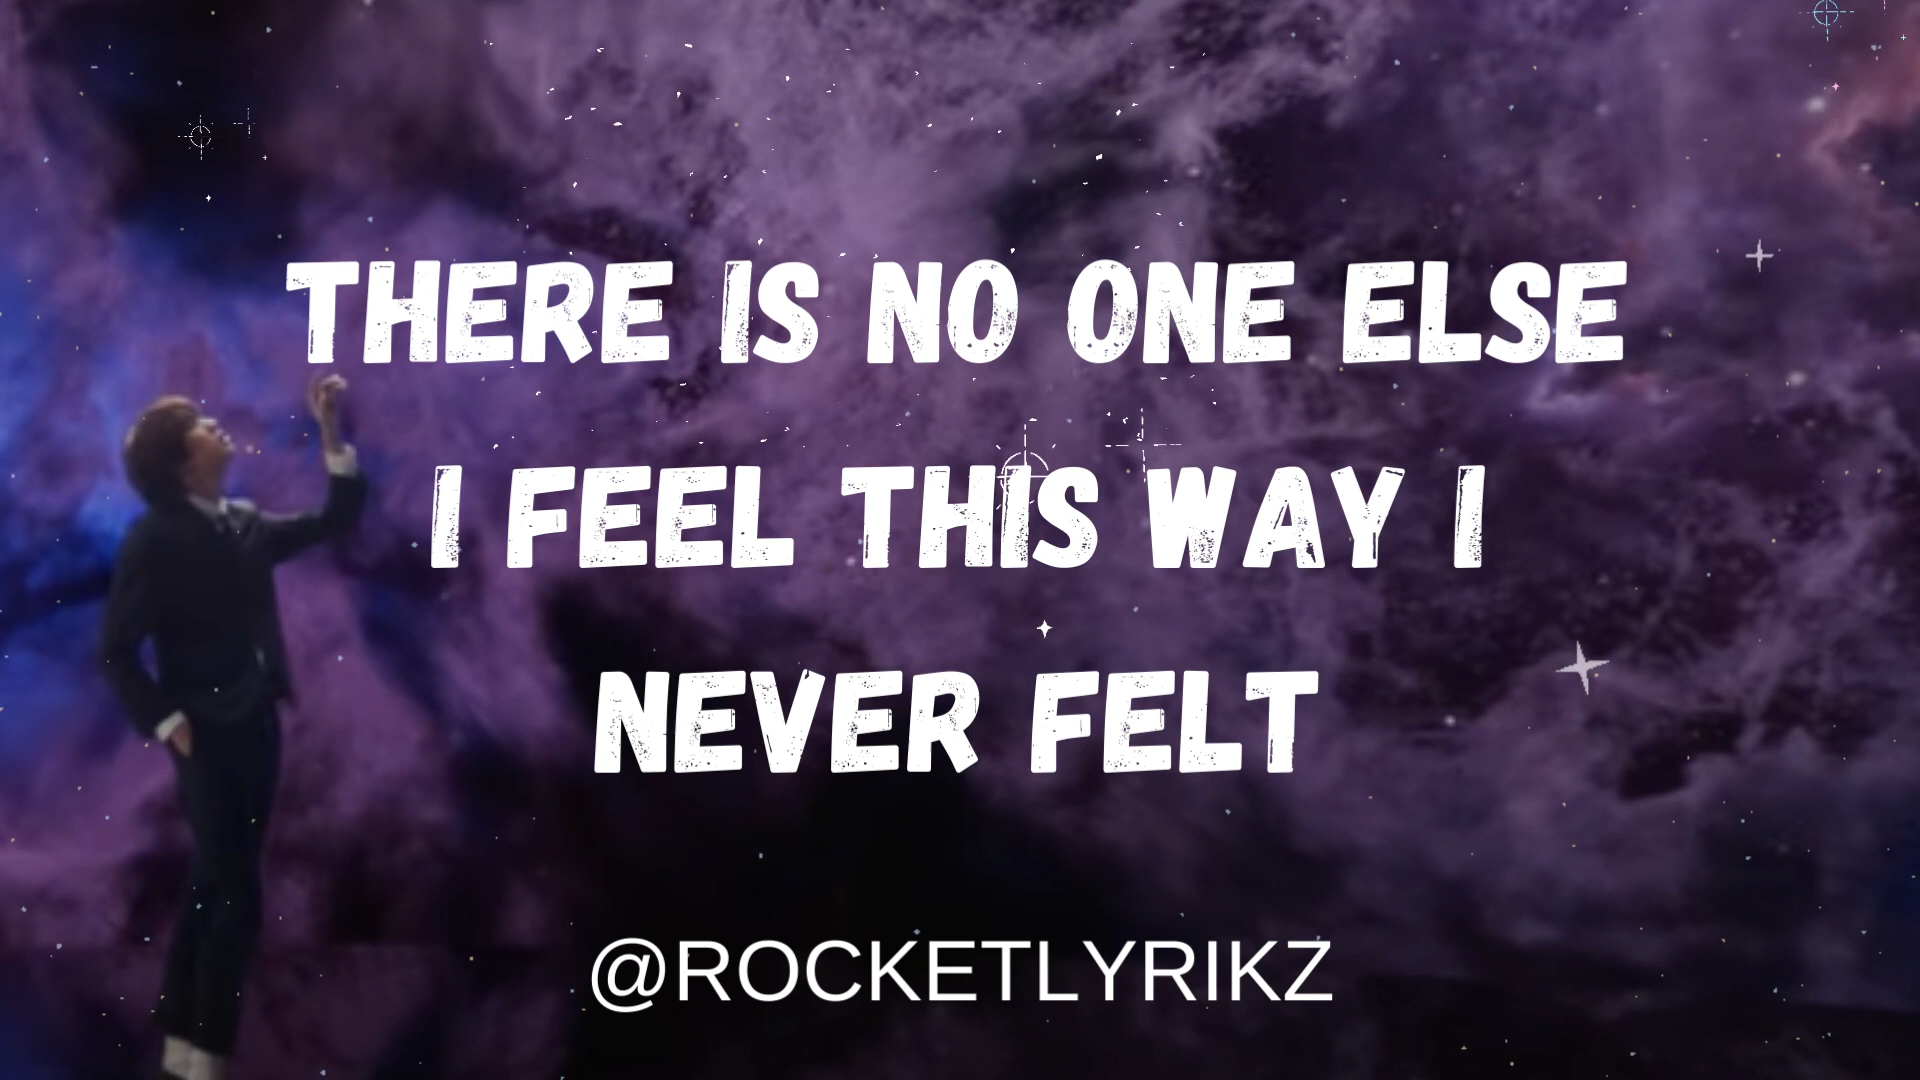 THERE IS NO ONE ELSE
I FEEL THIS WAY I
NEVER FELT
@ROCKETLYRIKZ